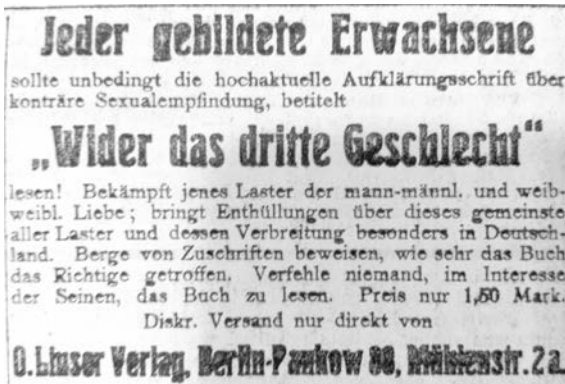 Jeder gebildete Erwachsene
sollte unbedingt die hochaktuelle Aufklärungsschrift über
konträre Sexualempfindung, betitelt
„Wider das dritte Geschlecht“
lesen! Bekämpft jenes Laster der mann-männl. und weib-
weibl. Liebe; bringt Enthüllungen über dieses gemeinste
aller Laster und dessen Verbreitung besonders in Deutsch-
land. Berge von Zuschriften beweisen, wie sehr das Buch
das Richtige getroffen. Verfehle niemand, im Interesse
der Seinen, das Buch zu lesen. Preis nur 1,50 Mark.
Diskr. Versand nur direkt von
O. Linser Verlag, Berlin-Pankow Mühlenstr. 2a.